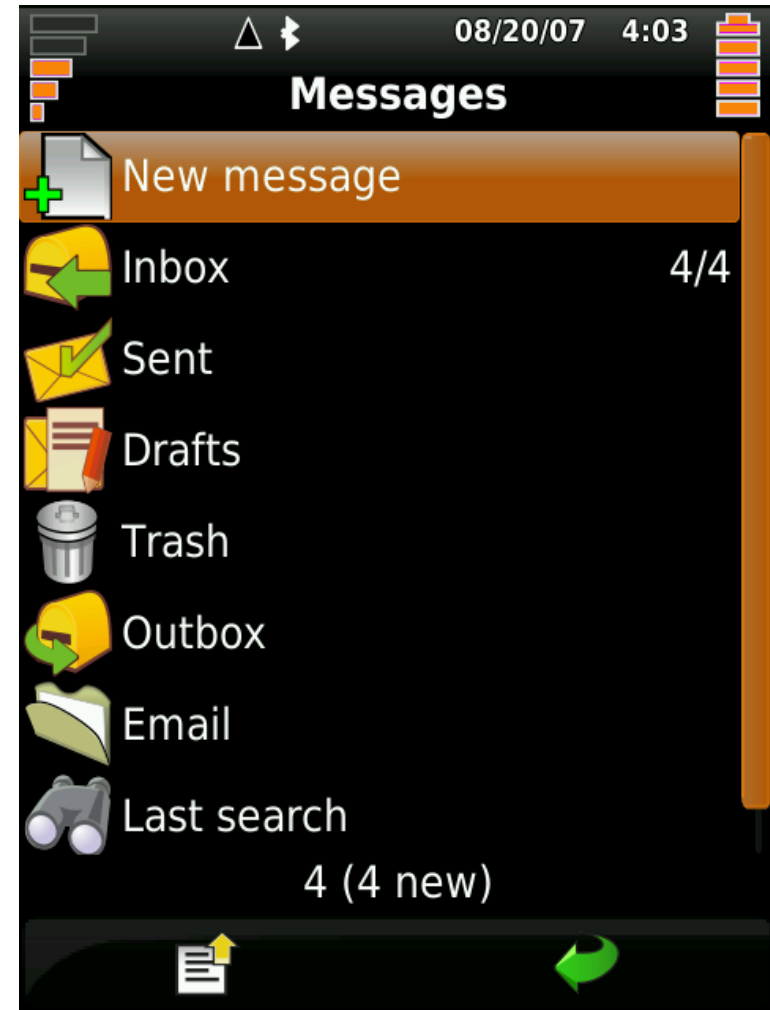 08/20/07 4:03
Messages
New message
Inbox 4/4
Sent
Drafts
Trash
Outbox
Email
Last search
4 (4 new)